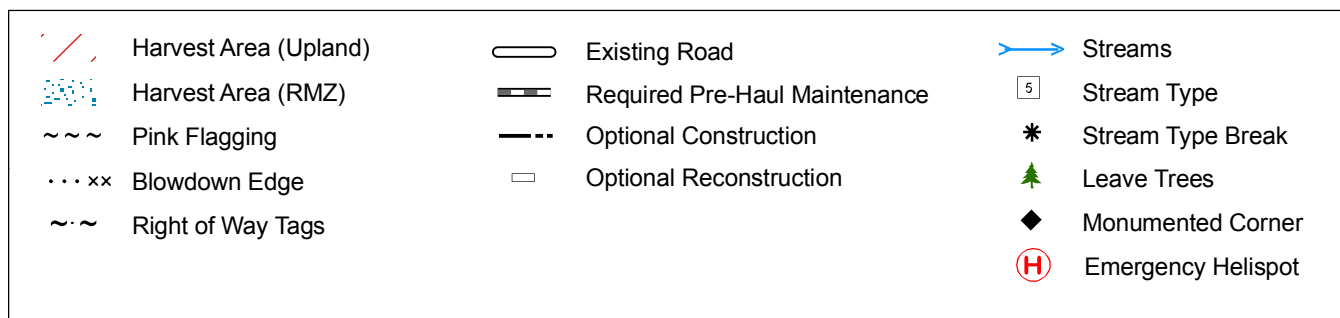 Harvest Area (Upland)
Harvest Area (RMZ)
Pink Flagging
Blowdown Edge
Right of Way Tags
Existing Road
Required Pre-Haul Maintenance
Optional Construction
Optional Reconstruction
Streams
5 Stream Type
Stream Type Break
Leave Trees
Monumented Corner
H Emergency Helispot